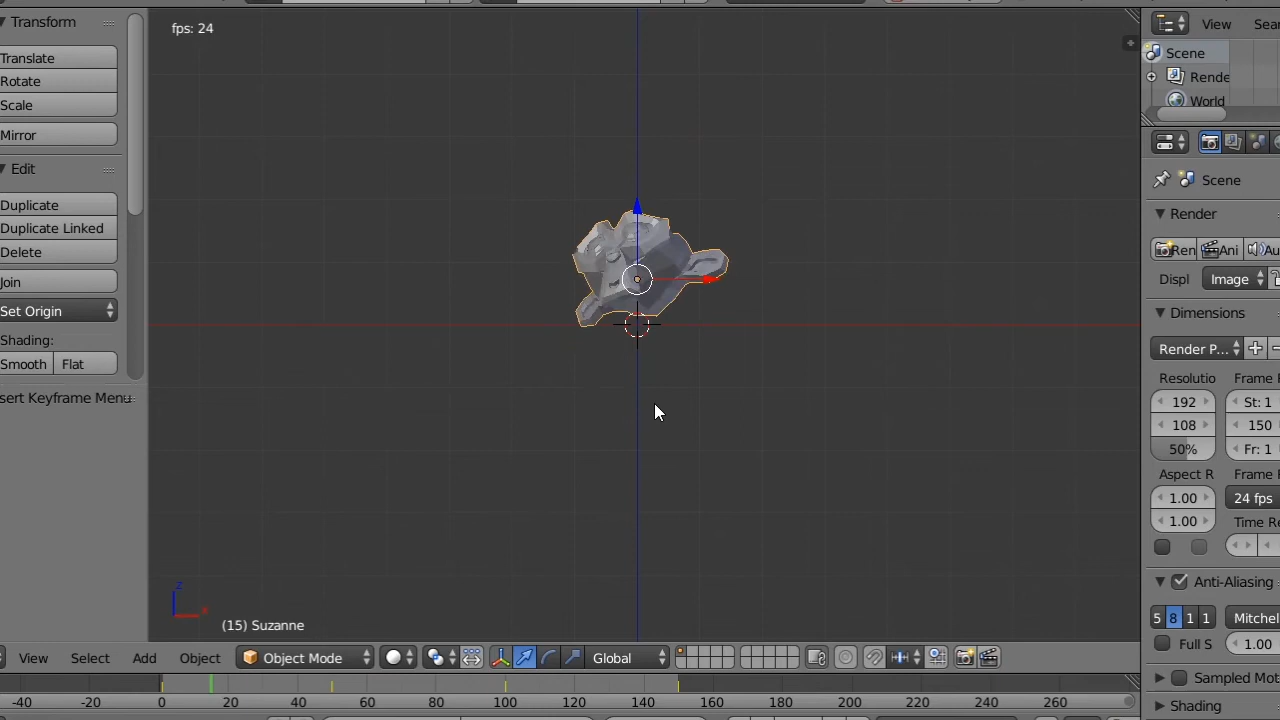 Transform
Translate
Rotate
Scale
Mirror
Edit
Duplicate
Duplicate Linked
Delete
Join
Set Origin
Shading:
Smooth Flat
sert Keyframe Menu
fps: 24
z
x
(15) Suzanne
View Select Add Object Object Mode Global
-40 -20 0 20 40 60 80 100 120 140 160 180 200 220 240 260
View Sear
Scene
Rende
World
Scene
Render
Ren Ani Au
Displ Image
Dimensions
Render P...
Resolutio Frame R
192 St: 1
108 150
50% Fr: 1
Aspect R Frame R
1.00 24 fps
1.00 Time Re
Anti-Aliasing
5 8 1 1 Mitchel
Full S 1.00
Sampled Mot
Shading